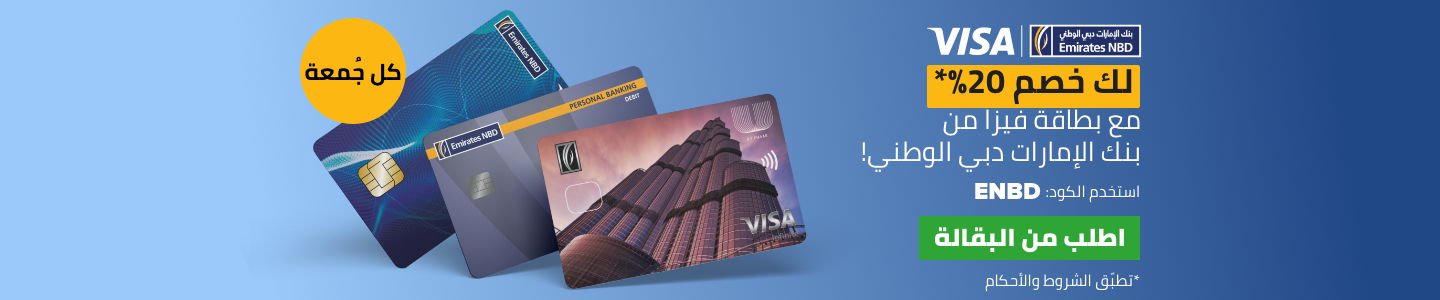 كل جُمعة
Emirates NBD
Emirates NBD
PERSONAL BANKING
DEBIT
VISA
VISA
بنك الإمارات دبي الوطني
Emirates NBD
لك خصم 20%*
مع بطاقة فيزا من
بنك الإمارات دبي الوطني!
استخدم الكود: ENBD
اطلب من البقالة
*تطبّق الشروط والأحكام